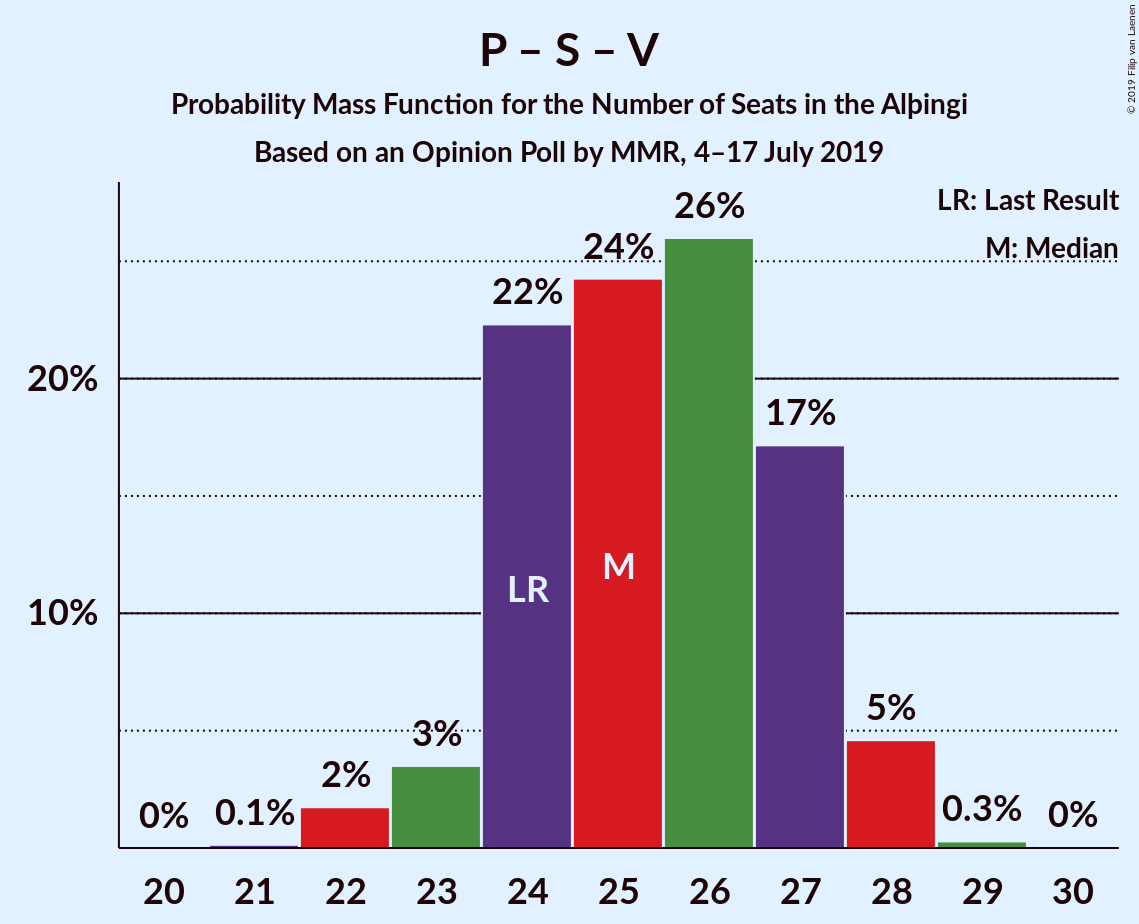 P – S – V
Probability Mass Function for the Number of Seats in the Alþingi
Based on an Opinion Poll by MMR, 4–17 July 2019
© 2019 Filip van Laenen
LR: Last Result
M: Median
20%
10%
0%
0.1%
2%
3%
22%
24%
26%
17%
5%
0.3%
0%
LR
M
20 21 22 23 24 25 26 27 28 29 30